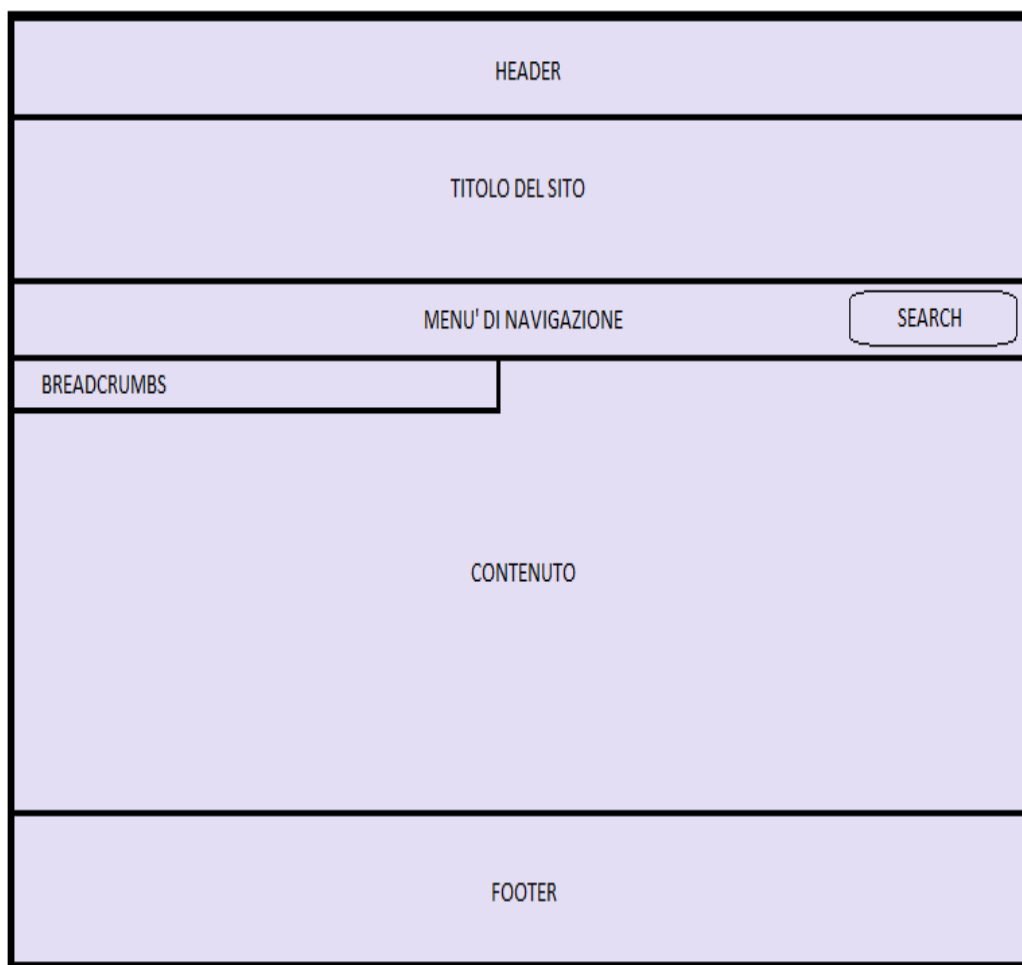 HEADER
TITOLO DEL SITO
MENU' DI NAVIGAZIONE
SEARCH
BREADCRUMBS
CONTENUTO
FOOTER